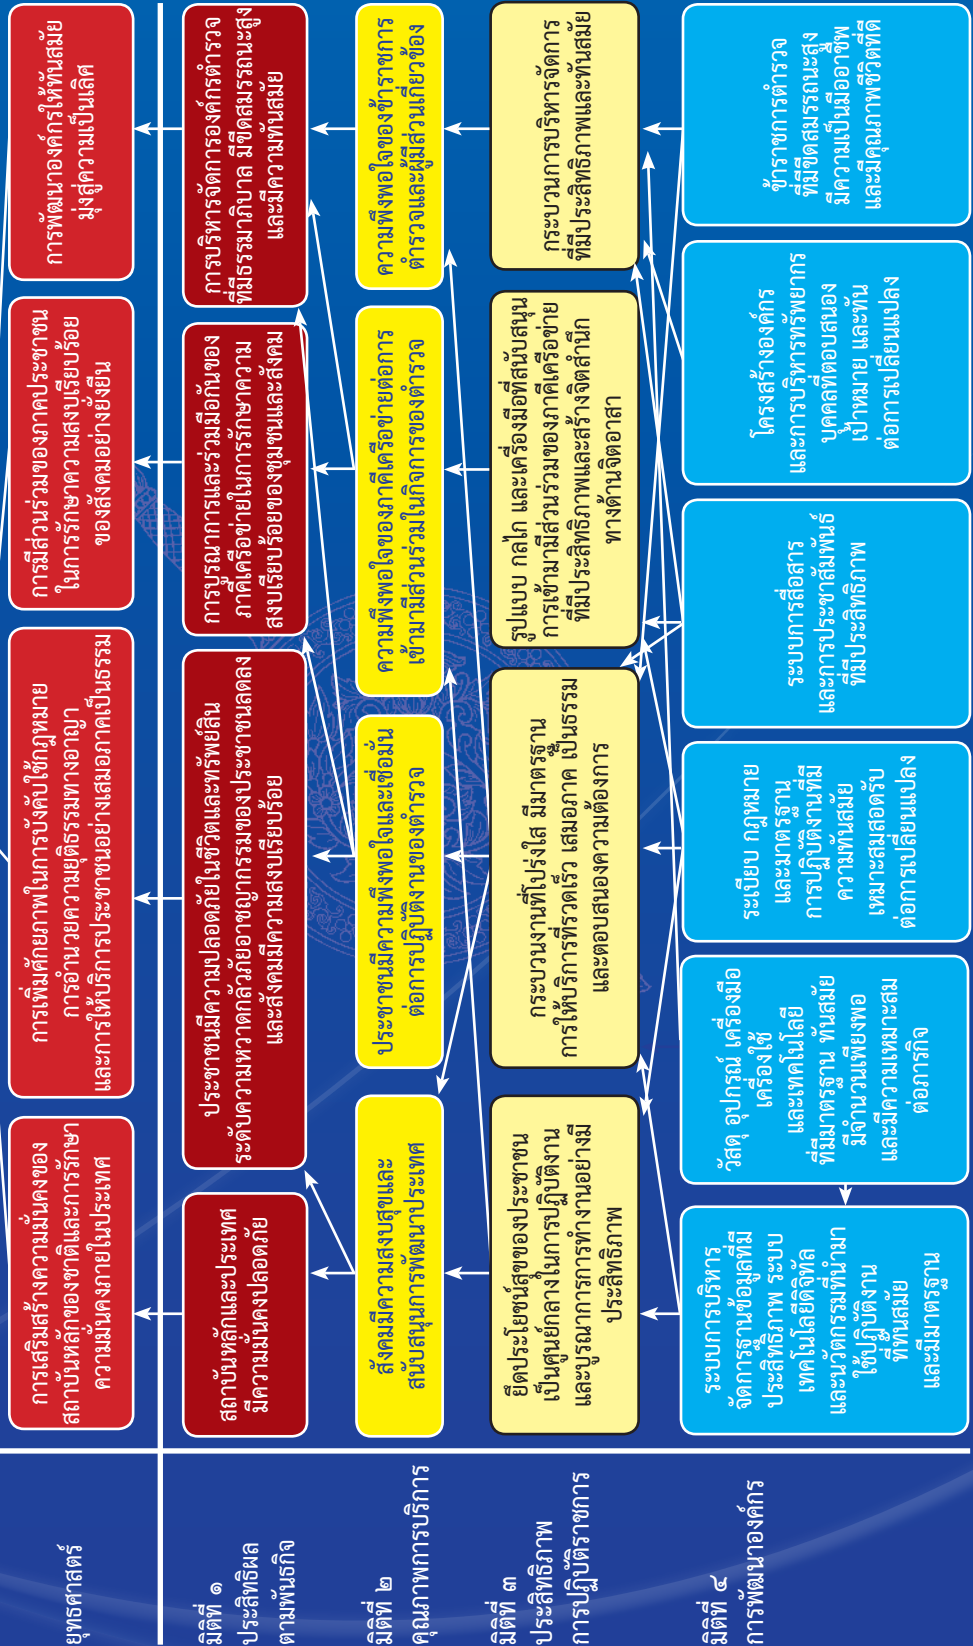 ยุทธศาสตร์
การเสริมสร้างความมั่นคงของ
สถาบันหลักของชาติและการรักษา
ความมั่นคงภายในประเทศ
การเพิ่มศักยภาพในการบังคับใช้กฎหมาย
การอำนวยความยุติธรรมทางอาญา
และการให้บริการประชาชนอย่างเสมอภาคเป็นธรรม
การมีส่วนร่วมของภาคประชาชน
ในการรักษาความสงบเรียบร้อย
ของสังคมอย่างยั่งยืน
การพัฒนาองค์กรให้ทันสมัย
มุ่งสู่ความเป็นเลิศ
มิติที่ ๑
ประสิทธิผล
ตามพันธกิจ
สถาบันหลักและประเทศ
มีความมั่นคงปลอดภัย
ประชาชนมีความปลอดภัยในชีวิตและทรัพย์สิน
ระดับความหวาดกลัวภัยอาชญากรรมของประชาชนลดลง
และสังคมมีความสงบเรียบร้อย
การบูรณาการและร่วมมือกันของ
ภาคีเครือข่ายในการรักษาความ
สงบเรียบร้อยของชุมชนและสังคม
การบริหารจัดการองค์กรตำรวจ
ที่มีธรรมาภิบาล มีขีดสมรรถนะสูง
และมีความทันสมัย
มิติที่ ๒
คุณภาพการบริการ
สังคมมีความสงบสุขและ
สนับสนุนการพัฒนาประเทศ
ประชาชนมีความพึงพอใจและเชื่อมั่น
ต่อการปฏิบัติงานของตำรวจ
ความพึงพอใจของภาคีเครือข่ายต่อการ
เข้ามามีส่วนร่วมในกิจการของตำรวจ
ความพึงพอใจของข้าราชการ
ตำรวจและผู้มีส่วนเกี่ยวข้อง
มิติที่ ๓
ประสิทธิภาพ
การปฏิบัติราชการ
ยึดประโยชน์สุขของประชาชน
เป็นศูนย์กลางในการปฏิบัติงาน
และบูรณาการการทำงานอย่างมี
ประสิทธิภาพ
กระบวนงานที่โปร่งใส มีมาตรฐาน
การให้บริการที่รวดเร็ว เสมอภาค เป็นธรรม
และตอบสนองความต้องการ
รูปแบบ กลไก และเครื่องมือที่สนับสนุน
การเข้ามามีส่วนร่วมของภาคีเครือข่าย
ที่มีประสิทธิภาพและสร้างจิตสำนึก
ทางด้านจิตอาสา
กระบวนการบริหารจัดการ
ที่มีประสิทธิภาพและทันสมัย
มิติที่ ๔
การพัฒนาองค์กร
ระบบการบริหาร
จัดการฐานข้อมูลที่มี
ประสิทธิภาพ ระบบ
เทคโนโลยีดิจิทัล
และนวัตกรรมที่นำมา
ใช้ปฏิบัติงาน
ที่ทันสมัย
และมีมาตรฐาน
วัสดุ อุปกรณ์ เครื่องมือ
เครื่องใช้
และเทคโนโลยี
ที่มีมาตรฐาน ทันสมัย
มีจำนวนเพียงพอ
และมีความเหมาะสม
ต่อภารกิจ
ระเบียบ กฎหมาย
และมาตรฐาน
การปฏิบัติงานที่มี
ความทันสมัย
เหมาะสมสอดรับ
ต่อการเปลี่ยนแปลง
ระบบการสื่อสาร
และการประชาสัมพันธ์
ที่มีประสิทธิภาพ
โครงสร้างองค์กร
และการบริหารทรัพยากร
บุคคลที่ตอบสนอง
เป้าหมาย และทัน
ต่อการเปลี่ยนแปลง
ข้าราชการตำรวจ
ที่มีขีดสมรรถนะสูง
มีความเป็นมืออาชีพ
และมีคุณภาพชีวิตที่ดี